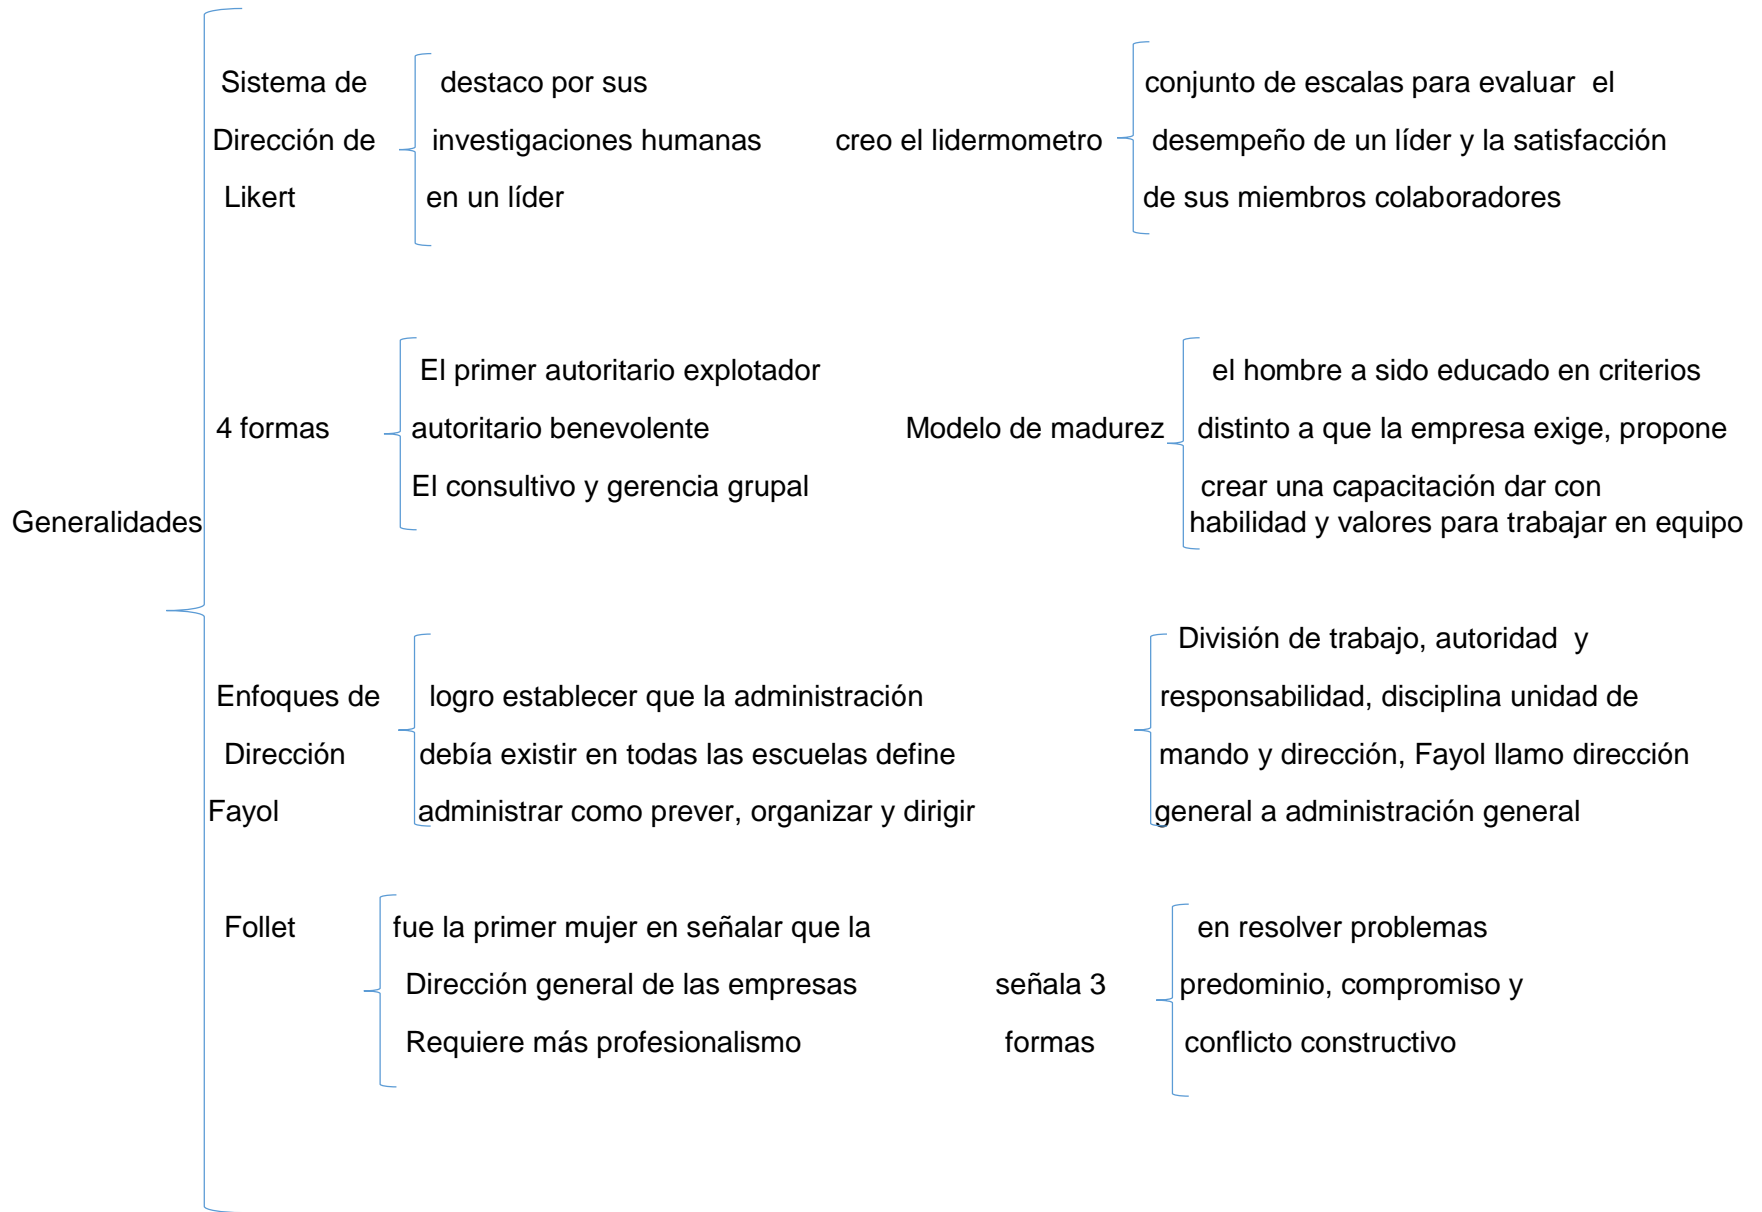 Generalidades
Sistema de
Dirección de
Likert
destaco por sus
investigaciones humanas
en un líder
creo el lidermometro
conjunto de escalas para evaluar el
desempeño de un líder y la satisfacción
de sus miembros colaboradores
4 formas
El primer autoritario explotador
autoritario benevolente
El consultivo y gerencia grupal
Modelo de madurez
el hombre a sido educado en criterios
distinto a que la empresa exige, propone
crear una capacitación dar con
habilidad y valores para trabajar en equipo
Enfoques de
Dirección
Fayol
logro establecer que la administración
debía existir en todas las escuelas define
administrar como prever, organizar y dirigir
División de trabajo, autoridad y
responsabilidad, disciplina unidad de
mando y dirección, Fayol llamo dirección
general a administración general
Follet
fue la primer mujer en señalar que la
Dirección general de las empresas
Requiere más profesionalismo
señala 3
formas
en resolver problemas
predominio, compromiso y
conflicto constructivo